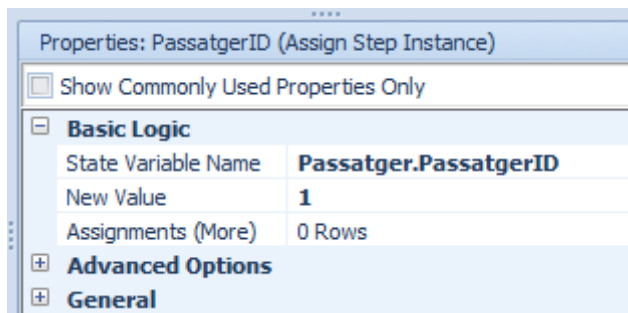 Properties: PassatgerID (Assign Step Instance)
Show Commonly Used Properties Only
Basic Logic
State Variable Name Passatger.PassatgerID
New Value 1
Assignments (More) 0 Rows
Advanced Options
General